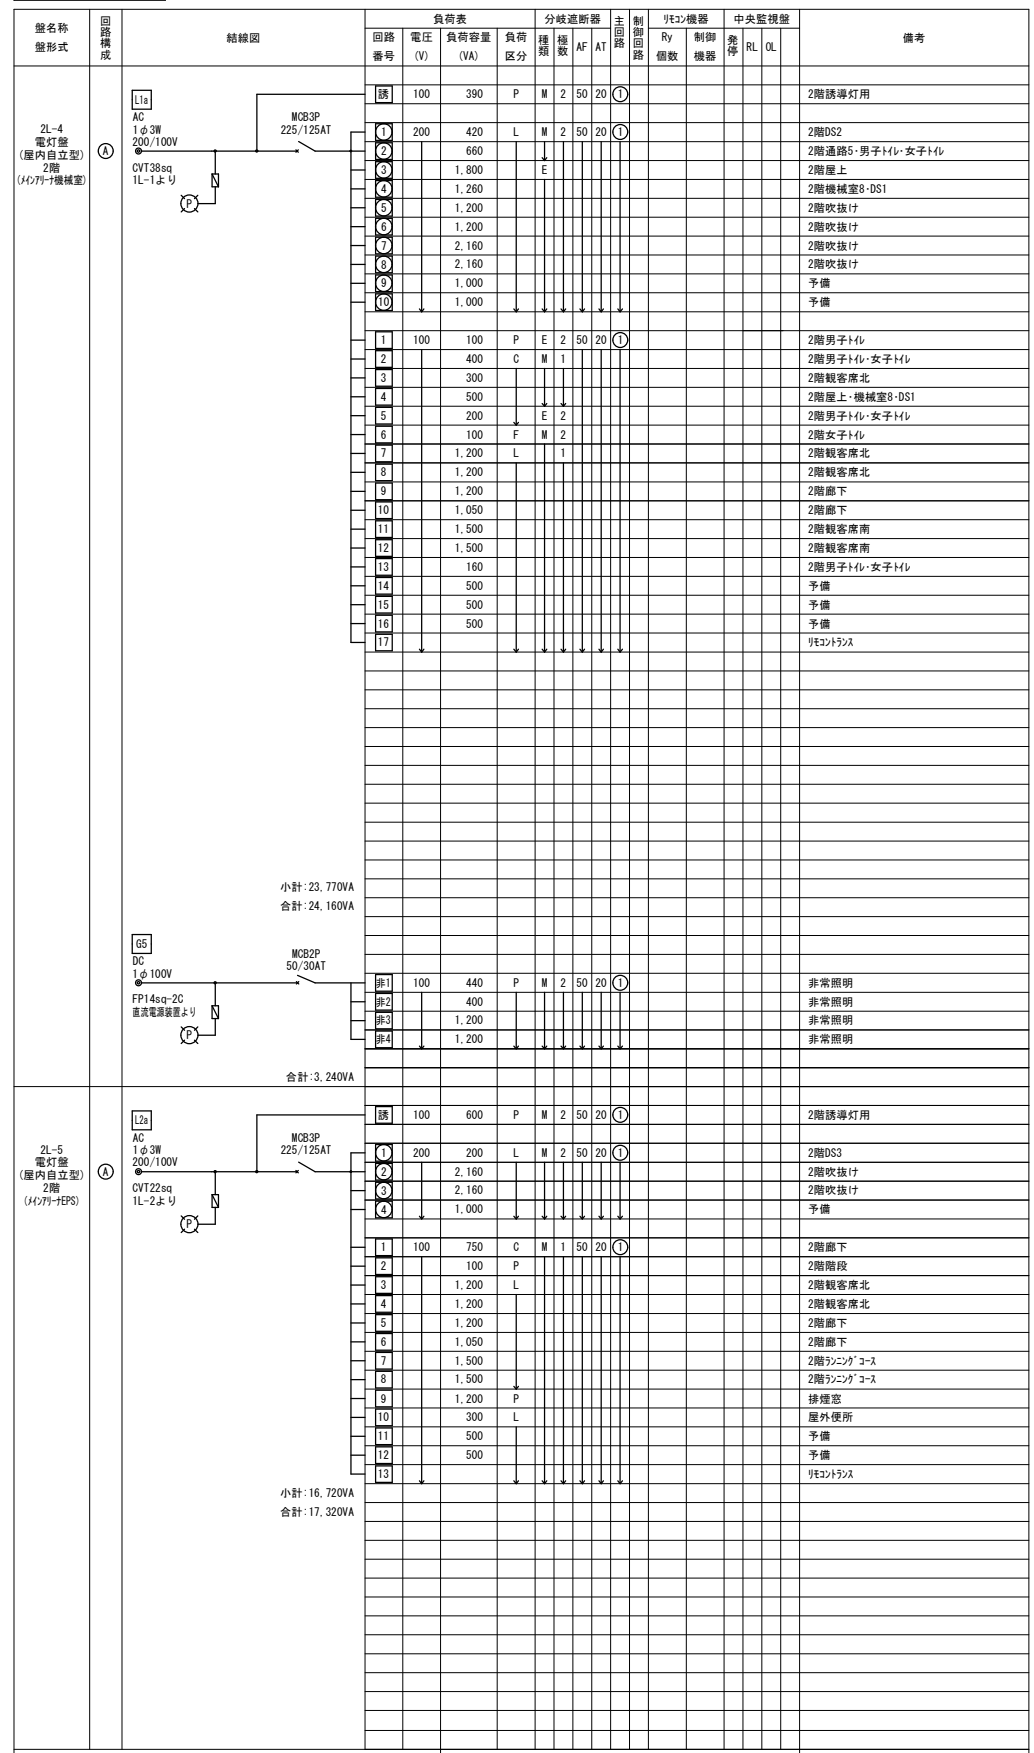 盤名称 盤形式 回路構成 結線図 負荷表 分岐遮断器 主回路 制御回路 ﾘﾓｺﾝ機器 中央監視盤 備考
回路番号 電圧(V) 負荷容量(VA) 負荷区分 種類 極数 AF AT Ry個数 制御機器 発停 RL OL
2L-4
電灯盤
(屋内自立型)
2階
(ﾒｲﾝｱﾘｰﾅ機械室)
A
L1a
AC
1φ3W
200/100V
CVT38sq
1L-1より
P
MCB3P
225/125AT
誘 100 390 P M 2 50 20 1 2階誘導灯用
1 200 420 L M 2 50 20 1 2階DS2
2 660 2階通路5･男子ﾄｲﾚ･女子ﾄｲﾚ
3 1,800 E 2階屋上
4 1,260 2階機械室8･DS1
5 1,200 2階吹抜け
6 1,200 2階吹抜け
7 2,160 2階吹抜け
8 2,160 2階吹抜け
9 1,000 予備
10 1,000 予備
1 100 100 P E 2 50 20 1 2階男子ﾄｲﾚ
2 400 C M 1 2階男子ﾄｲﾚ･女子ﾄｲﾚ
3 300 2階観客席北
4 500 2階屋上･機械室8･DS1
5 200 E 2 2階男子ﾄｲﾚ･女子ﾄｲﾚ
6 100 F M 2 2階女子ﾄｲﾚ
7 1,200 L 1 2階観客席北
8 1,200 2階観客席北
9 1,200 2階廊下
10 1,050 2階廊下
11 1,500 2階観客席南
12 1,500 2階観客席南
13 160 2階男子ﾄｲﾚ･女子ﾄｲﾚ
14 500 予備
15 500 予備
16 500 予備
17 ﾘﾓｺﾝﾄﾗﾝｽ
小計:23,770VA
合計:24,160VA
G5
DC
1φ100V
FP14sq-2C
直流電源装置より
P
MCB2P
50/30AT
非1 100 440 P M 2 50 20 1 非常照明
非2 400 非常照明
非3 1,200 非常照明
非4 1,200 非常照明
合計:3,240VA
2L-5
電灯盤
(屋内自立型)
2階
(ﾒｲﾝｱﾘｰﾅEPS)
A
L2a
AC
1φ3W
200/100V
CVT22sq
1L-2より
P
MCB3P
225/125AT
誘 100 600 P M 2 50 20 1 2階誘導灯用
1 200 200 L M 2 50 20 1 2階DS3
2 2,160 2階吹抜け
3 2,160 2階吹抜け
4 1,000 予備
1 100 750 C M 1 50 20 1 2階廊下
2 100 P 2階階段
3 1,200 L 2階観客席北
4 1,200 2階観客席北
5 1,200 2階廊下
6 1,050 2階廊下
7 1,500 2階ﾗﾝﾆﾝｸﾞｺｰｽ
8 1,500 2階ﾗﾝﾆﾝｸﾞｺｰｽ
9 1,200 P 排煙窓
10 300 L 屋外便所
11 500 予備
12 500 予備
13 ﾘﾓｺﾝﾄﾗﾝｽ
小計:16,720VA
合計:17,320VA